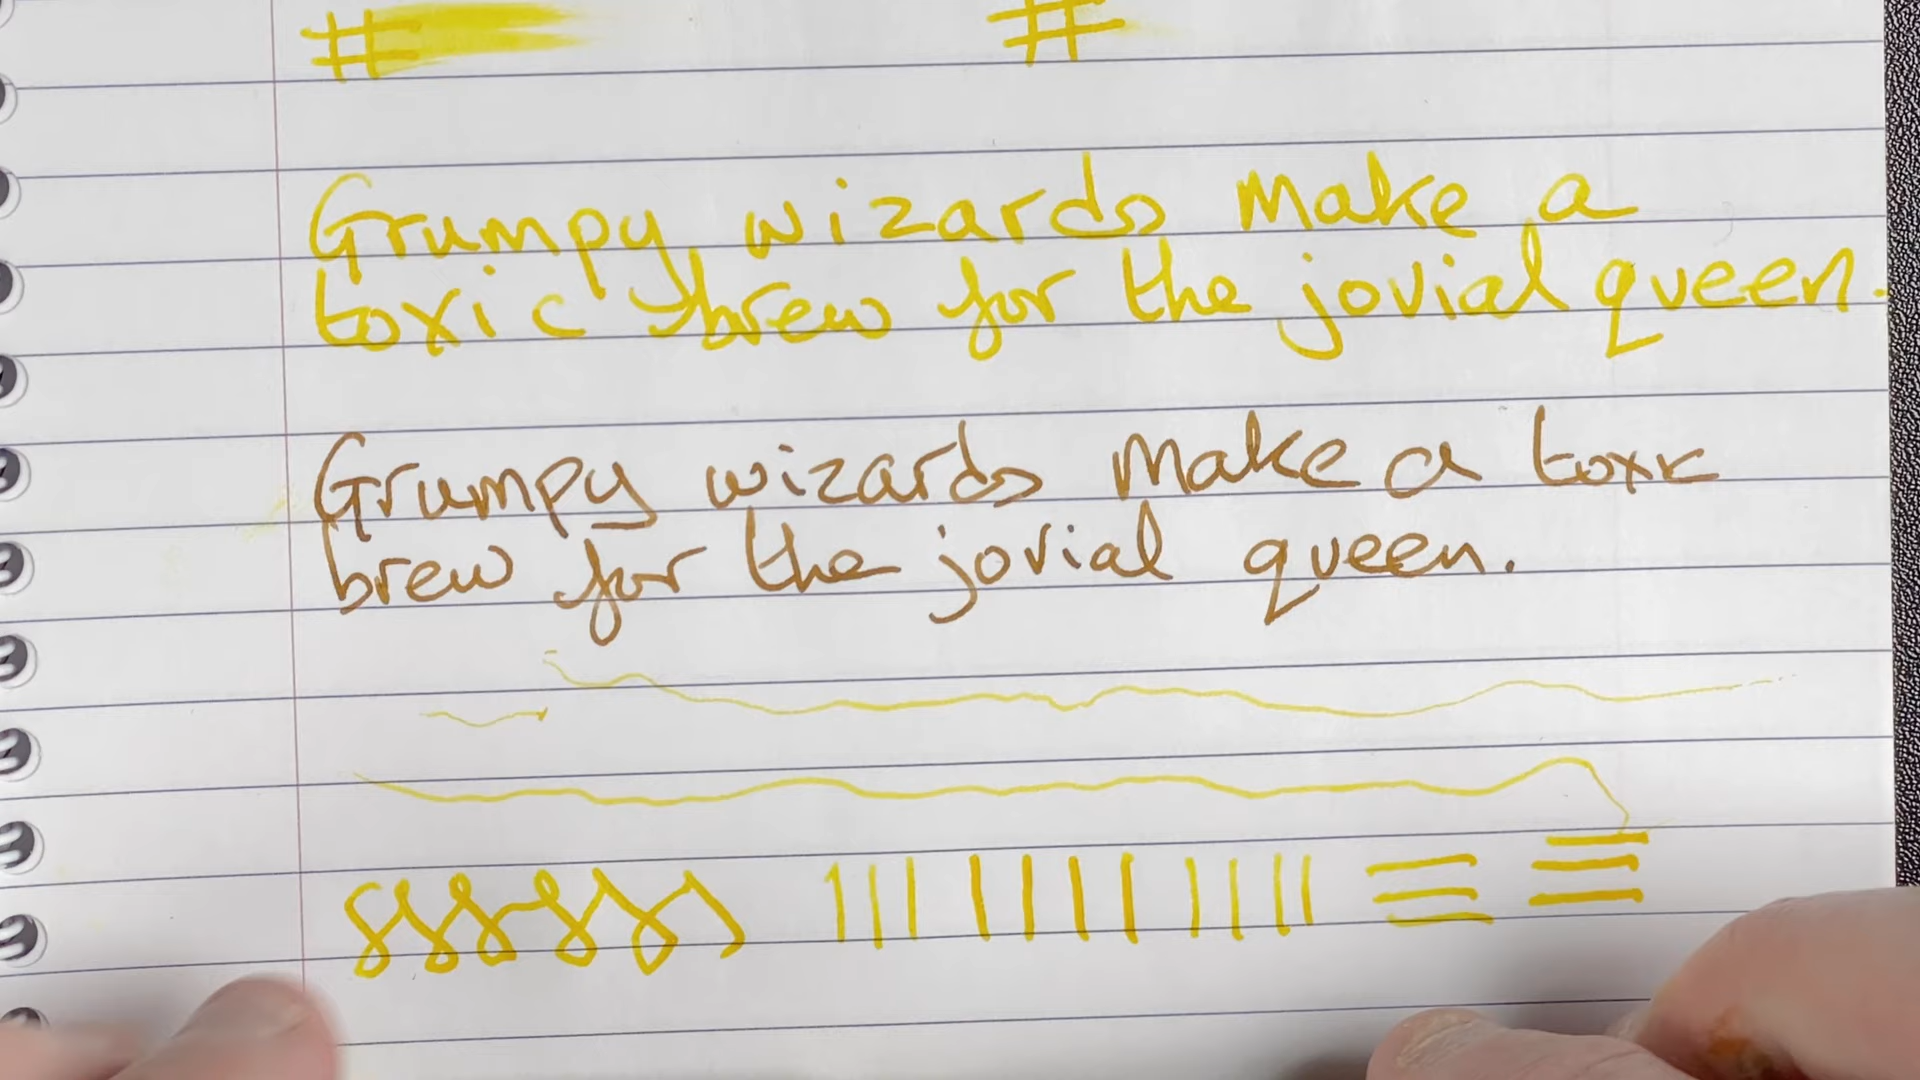 # #
Grumpy wizards make a
toxic brew for the jovial queen.
Grumpy wizards make a toxic
brew for the jovial queen.